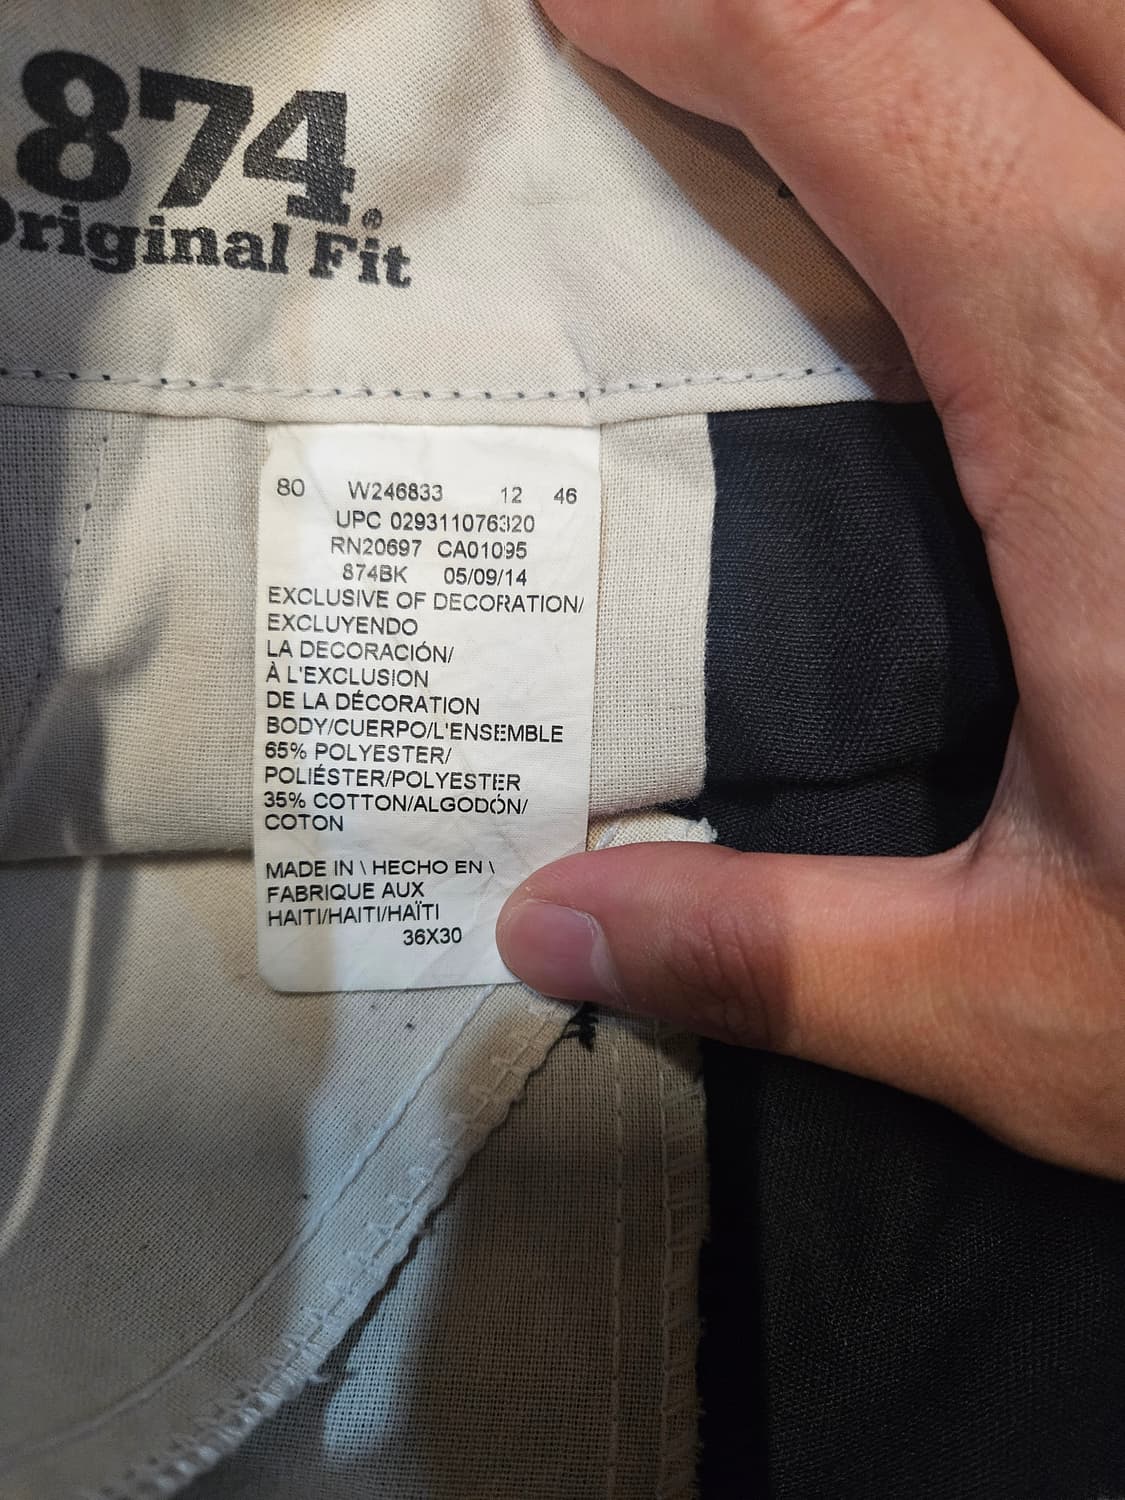 874®
Original Fit
80 W246833 12 46
UPC 029311076320
RN20697 CA01095
874BK 05/09/14
EXCLUSIVE OF DECORATION/
EXCLUYENDO
LA DECORACIÓN/
À L'EXCLUSION
DE LA DÉCORATION
BODY/CUERPO/L'ENSEMBLE
65% POLYESTER/
POLIÉSTER/POLYESTER
35% COTTON/ALGODÓN/
COTON
MADE IN \ HECHO EN \
FABRIQUE AUX
HAITI/HAITI/HAÏTI
36X30